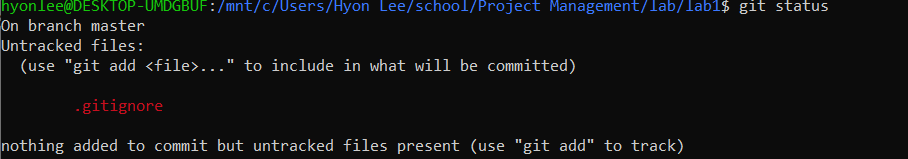 hyonlee@DESKTOP-UMDGBUF:/mnt/c/Users/Hyon Lee/school/Project Management/lab/lab1$ git status
On branch master
Untracked files:
  (use "git add <file>..." to include in what will be committed)

        .gitignore

nothing added to commit but untracked files present (use "git add" to track)